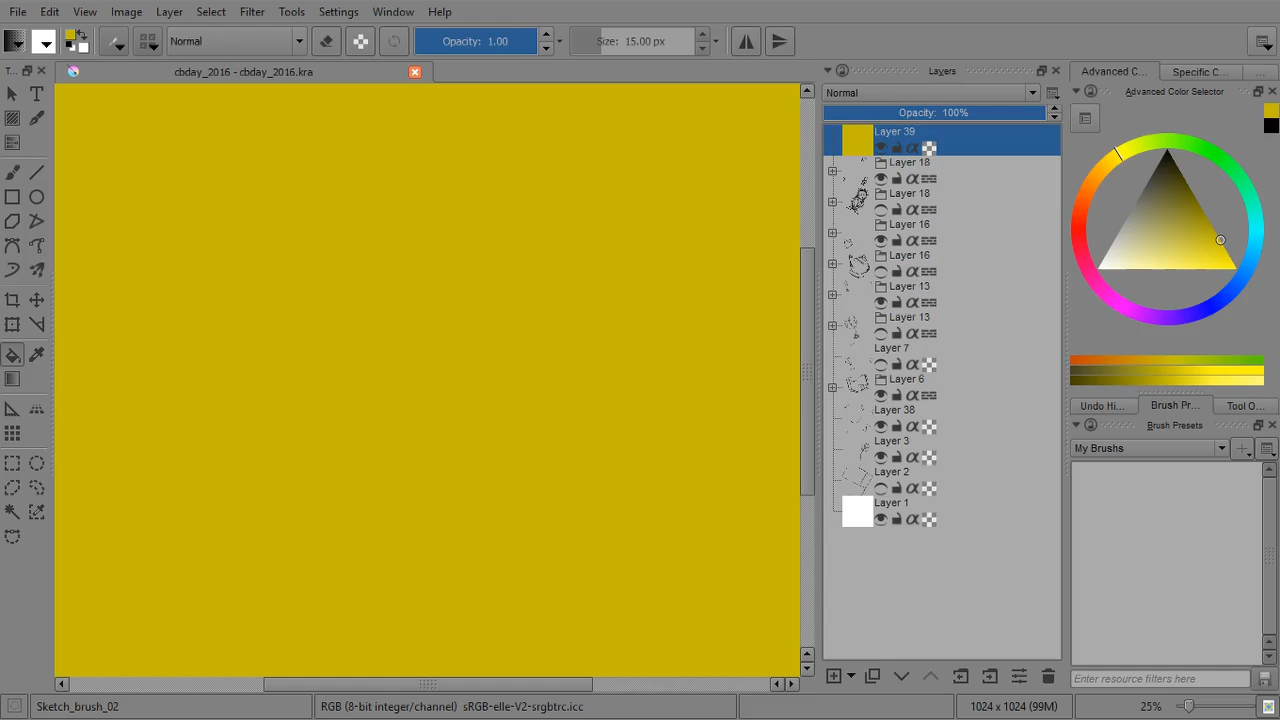 File Edit View Image Layer Select Filter Tools Settings Window Help
Normal Opacity: 1.00 Size: 15.00 px
T... cbday_2016 - cbday_2016.kra Layers Advanced C... Specific C... ...
Normal Advanced Color Selector
Opacity: 100%
Layer 39
Layer 18
Layer 18
Layer 16
Layer 16
Layer 13
Layer 13
Layer 7
Layer 6
Layer 38
Layer 3
Layer 2
Layer 1
Undo Hi... Brush Pr... Tool O...
Brush Presets
My Brushes
Enter resource filters here
Sketch_brush_02 RGB (8-bit integer/channel) sRGB-elle-V2-srgbtrc.icc 1024 x 1024 (99M) 25%